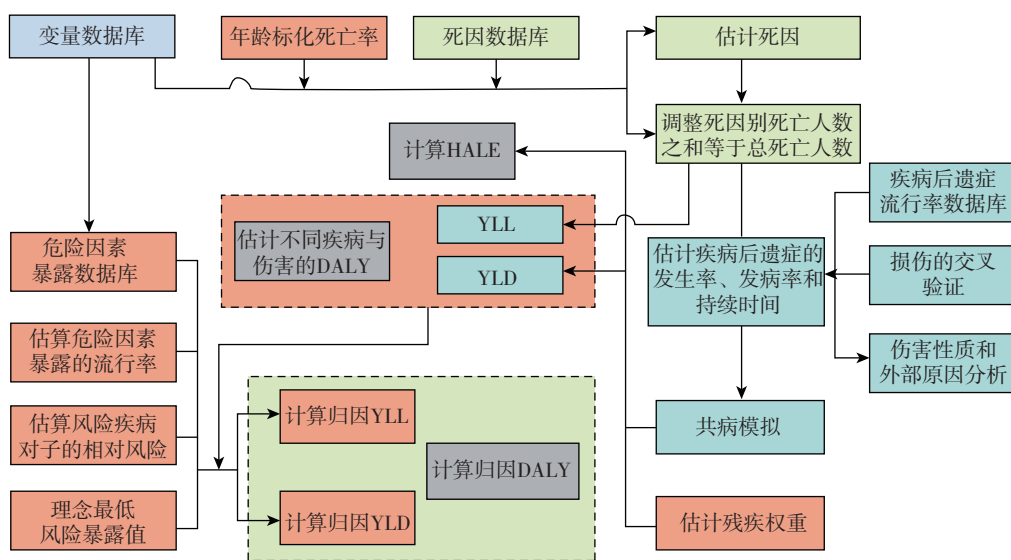 变量数据库
年龄标化死亡率
死因数据库
估计死因
调整死因别死亡人数
之和等于总死亡人数
计算HALE
疾病后遗症
流行率数据库
危险因素
暴露数据库
估计不同疾病与
伤害的DALY
YLL
YLD
估计疾病后遗症的
发生率、发病率和
持续时间
损伤的交叉
验证
估算危险因素
暴露的流行率
伤害性质和
外部原因分析
估算风险疾病
对子的相对风险
计算归因YLL
计算归因DALY
共病模拟
理念最低
风险暴露值
计算归因YLD
估计残疾权重